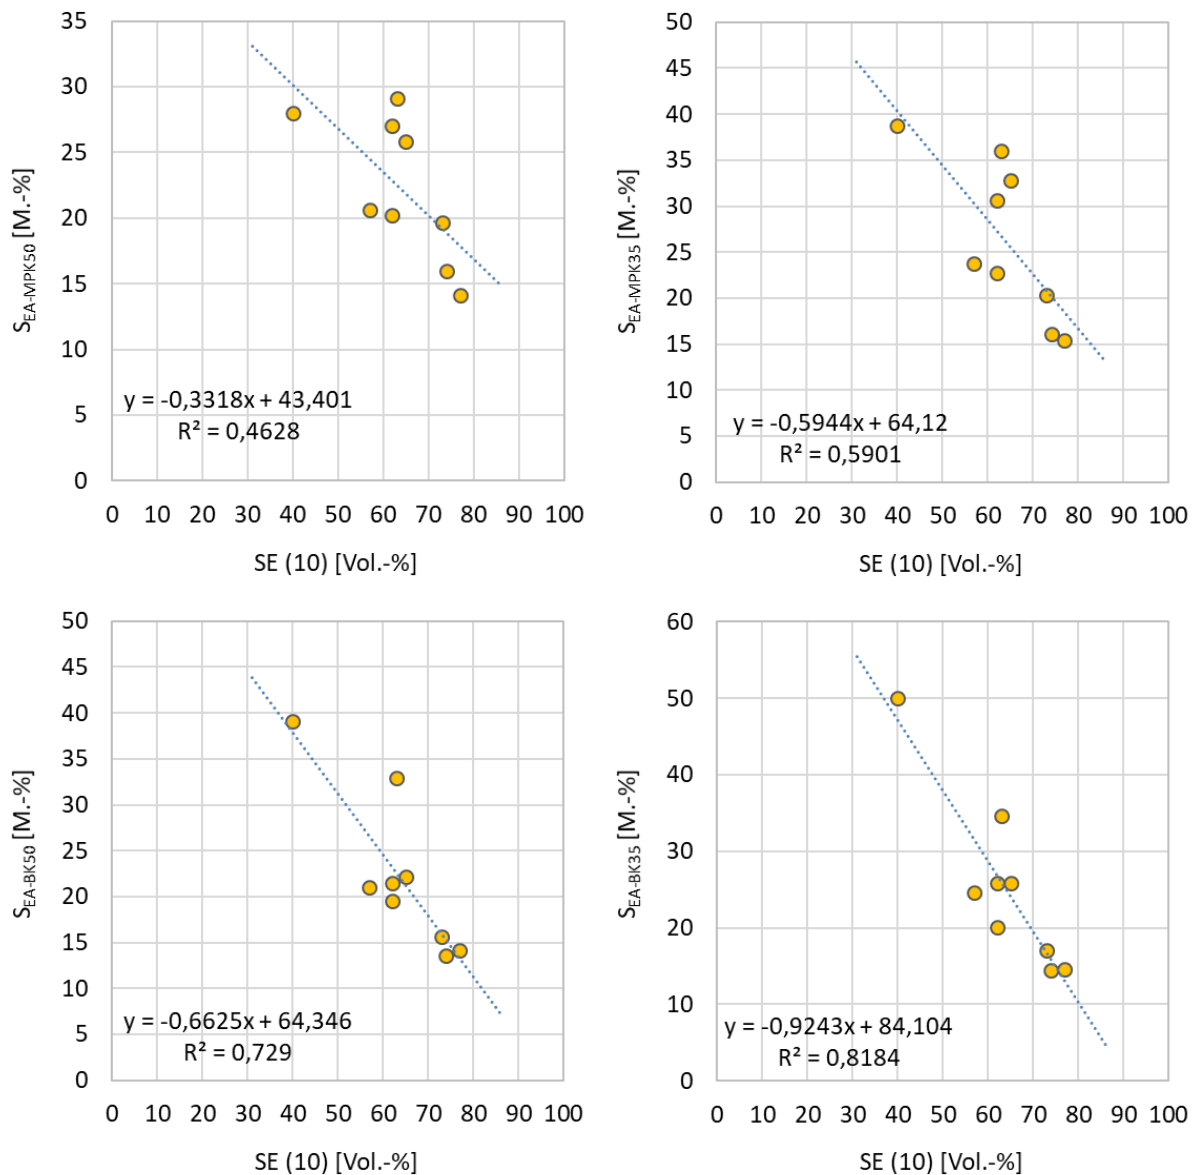 35
30
25
20
15
10
5
0
S_EA-MPK50 [M.-%]
y = -0,3318x + 43,401
R² = 0,4628
0 10 20 30 40 50 60 70 80 90 100
SE (10) [Vol.-%]
50
45
40
35
30
25
20
15
10
5
0
S_EA-MPK35 [M.-%]
y = -0,5944x + 64,12
R² = 0,5901
0 10 20 30 40 50 60 70 80 90 100
SE (10) [Vol.-%]
50
45
40
35
30
25
20
15
10
5
0
S_EA-BK50 [M.-%]
y = -0,6625x + 64,346
R² = 0,729
0 10 20 30 40 50 60 70 80 90 100
SE (10) [Vol.-%]
60
50
40
30
20
10
0
S_EA-BK35 [M.-%]
y = -0,9243x + 84,104
R² = 0,8184
0 10 20 30 40 50 60 70 80 90 100
SE (10) [Vol.-%]